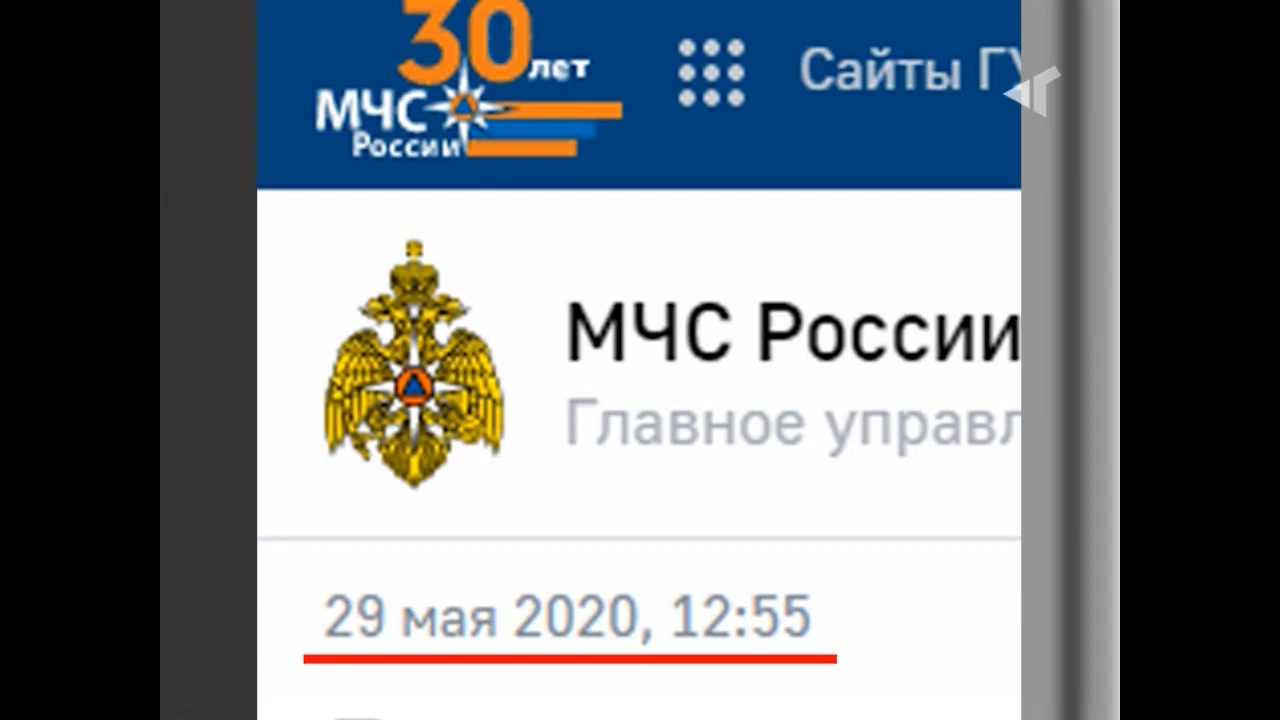 30 лет
МЧС
России
Сайты ГУ
МЧС России
Главное управл
29 мая 2020, 12:55